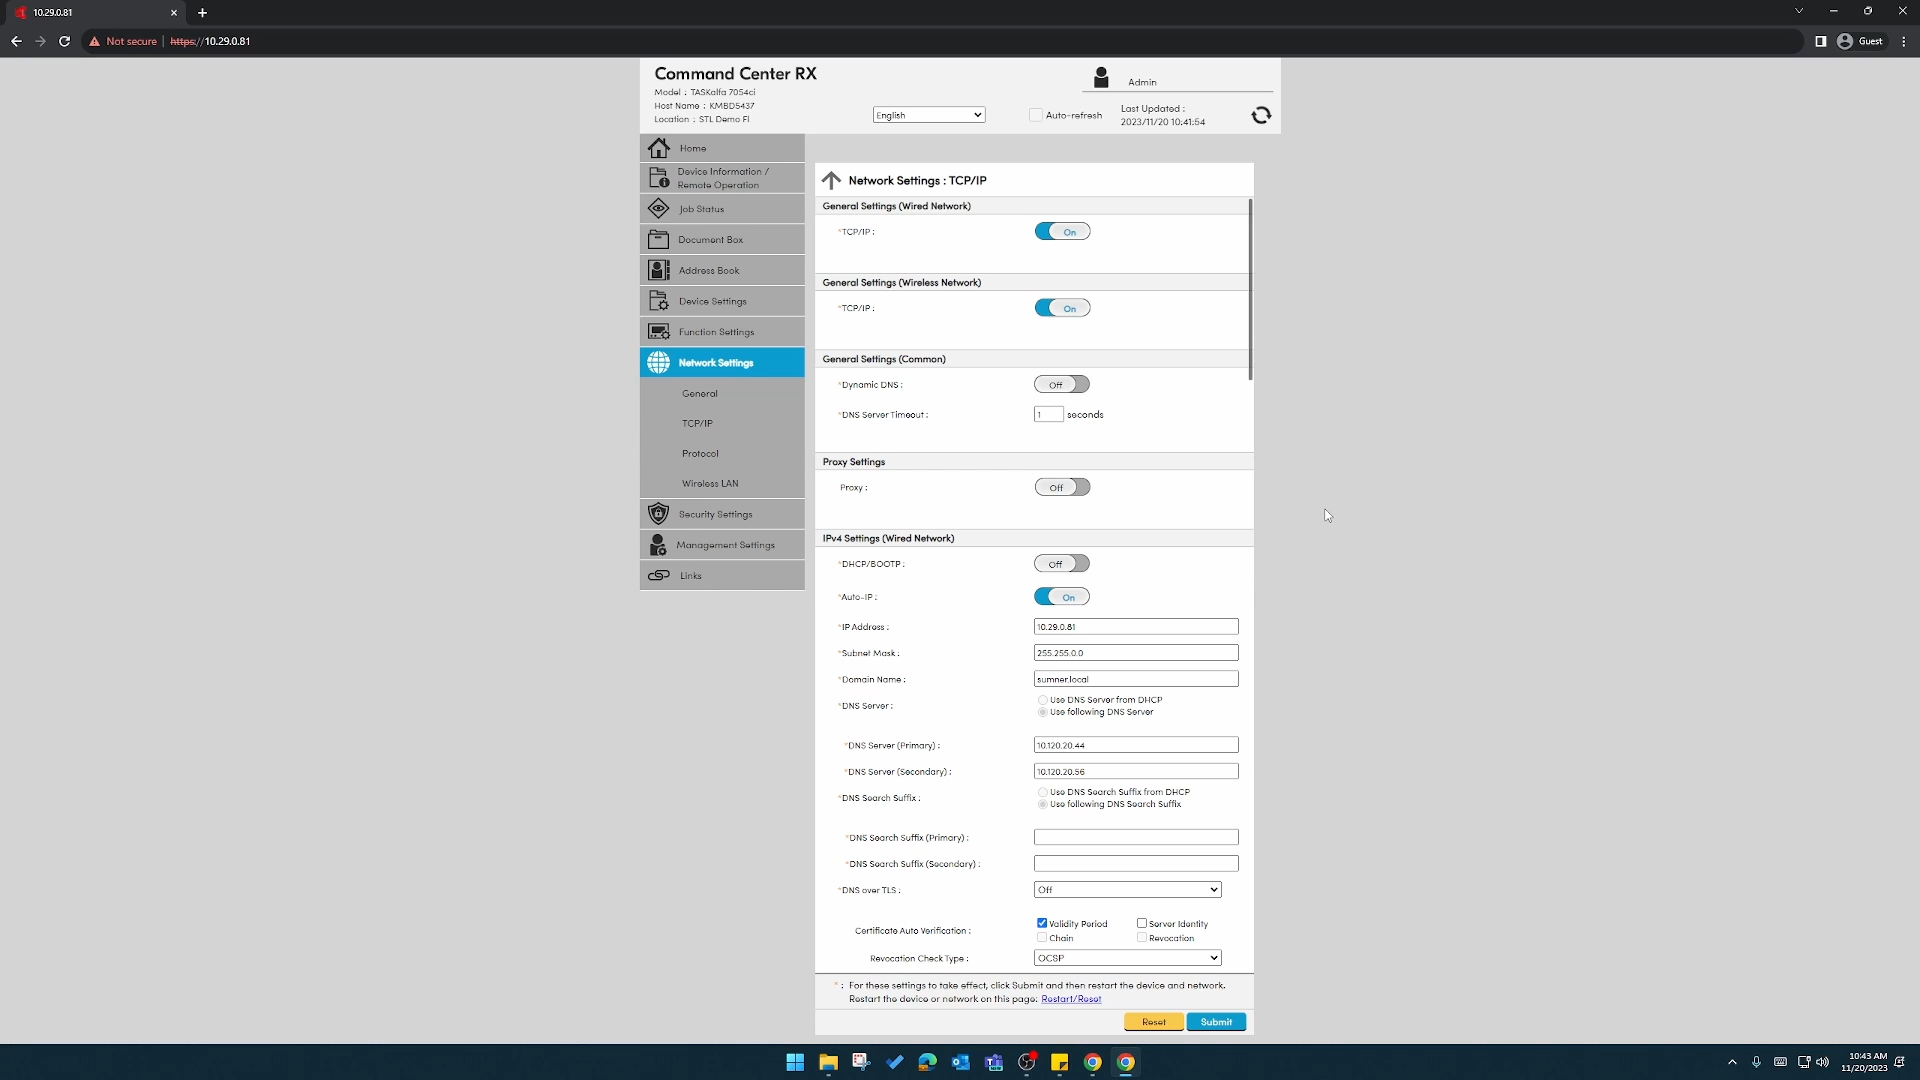 10.29.0.81
Not secure
https://10.29.0.81
Guest
Command Center RX
Model : TASKalfa 7054ci
Host Name : KMBD5437
Location : STL Demo Fl
English
Auto-refresh
Admin
Last Updated :
2023/11/20 10:41:54
Home
Device Information /
Remote Operation
Job Status
Document Box
Address Book
Device Settings
Function Settings
Network Settings
General
TCP/IP
Protocol
Wireless LAN
Security Settings
Management Settings
Links
Network Settings : TCP/IP
General Settings (Wired Network)
*TCP/IP : On
General Settings (Wireless Network)
*TCP/IP : On
General Settings (Common)
*Dynamic DNS : Off
*DNS Server Timeout : 1 seconds
Proxy Settings
Proxy : Off
IPv4 Settings (Wired Network)
*DHCP/BOOTP : Off
*Auto-IP : On
*IP Address : 10.29.0.81
*Subnet Mask : 255.255.0.0
*Domain Name : sumner.local
*DNS Server :
Use DNS Server from DHCP
Use following DNS Server
*DNS Server (Primary) : 10.120.20.44
*DNS Server (Secondary) : 10.120.20.56
*DNS Search Suffix :
Use DNS Search Suffix from DHCP
Use following DNS Search Suffix
*DNS Search Suffix (Primary) :
*DNS Search Suffix (Secondary) :
*DNS over TLS : Off
Certificate Auto Verification :
Validity Period Server Identity
Chain Revocation
Revocation Check Type : OCSP
* : For these settings to take effect, click Submit and then restart the device and network.
Restart the device or network on this page: Restart/Reset
Reset Submit
10:43 AM
11/20/2023